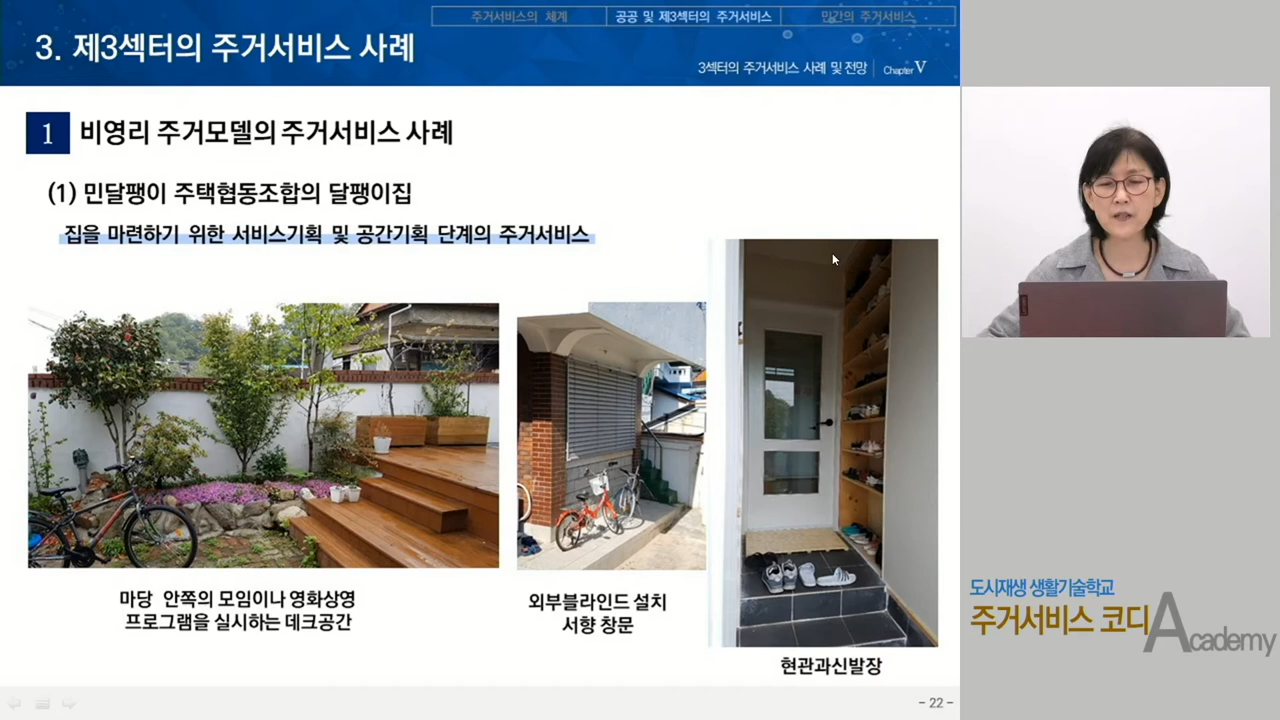 주거서비스의 체계
공공 및 제3섹터의 주거서비스
민간의 주거서비스
3. 제3섹터의 주거서비스 사례
3섹터의 주거서비스 사례 및 전망
Chapter V
1 비영리 주거모델의 주거서비스 사례
(1) 민달팽이 주택협동조합의 달팽이집
집을 마련하기 위한 서비스기획 및 공간기획 단계의 주거서비스
마당 안쪽의 모임이나 영화상영
프로그램을 실시하는 데크공간
외부블라인드 설치
서향 창문
현관과신발장
- 22 -
도시재생 생활기술학교
주거서비스 코디
Academy